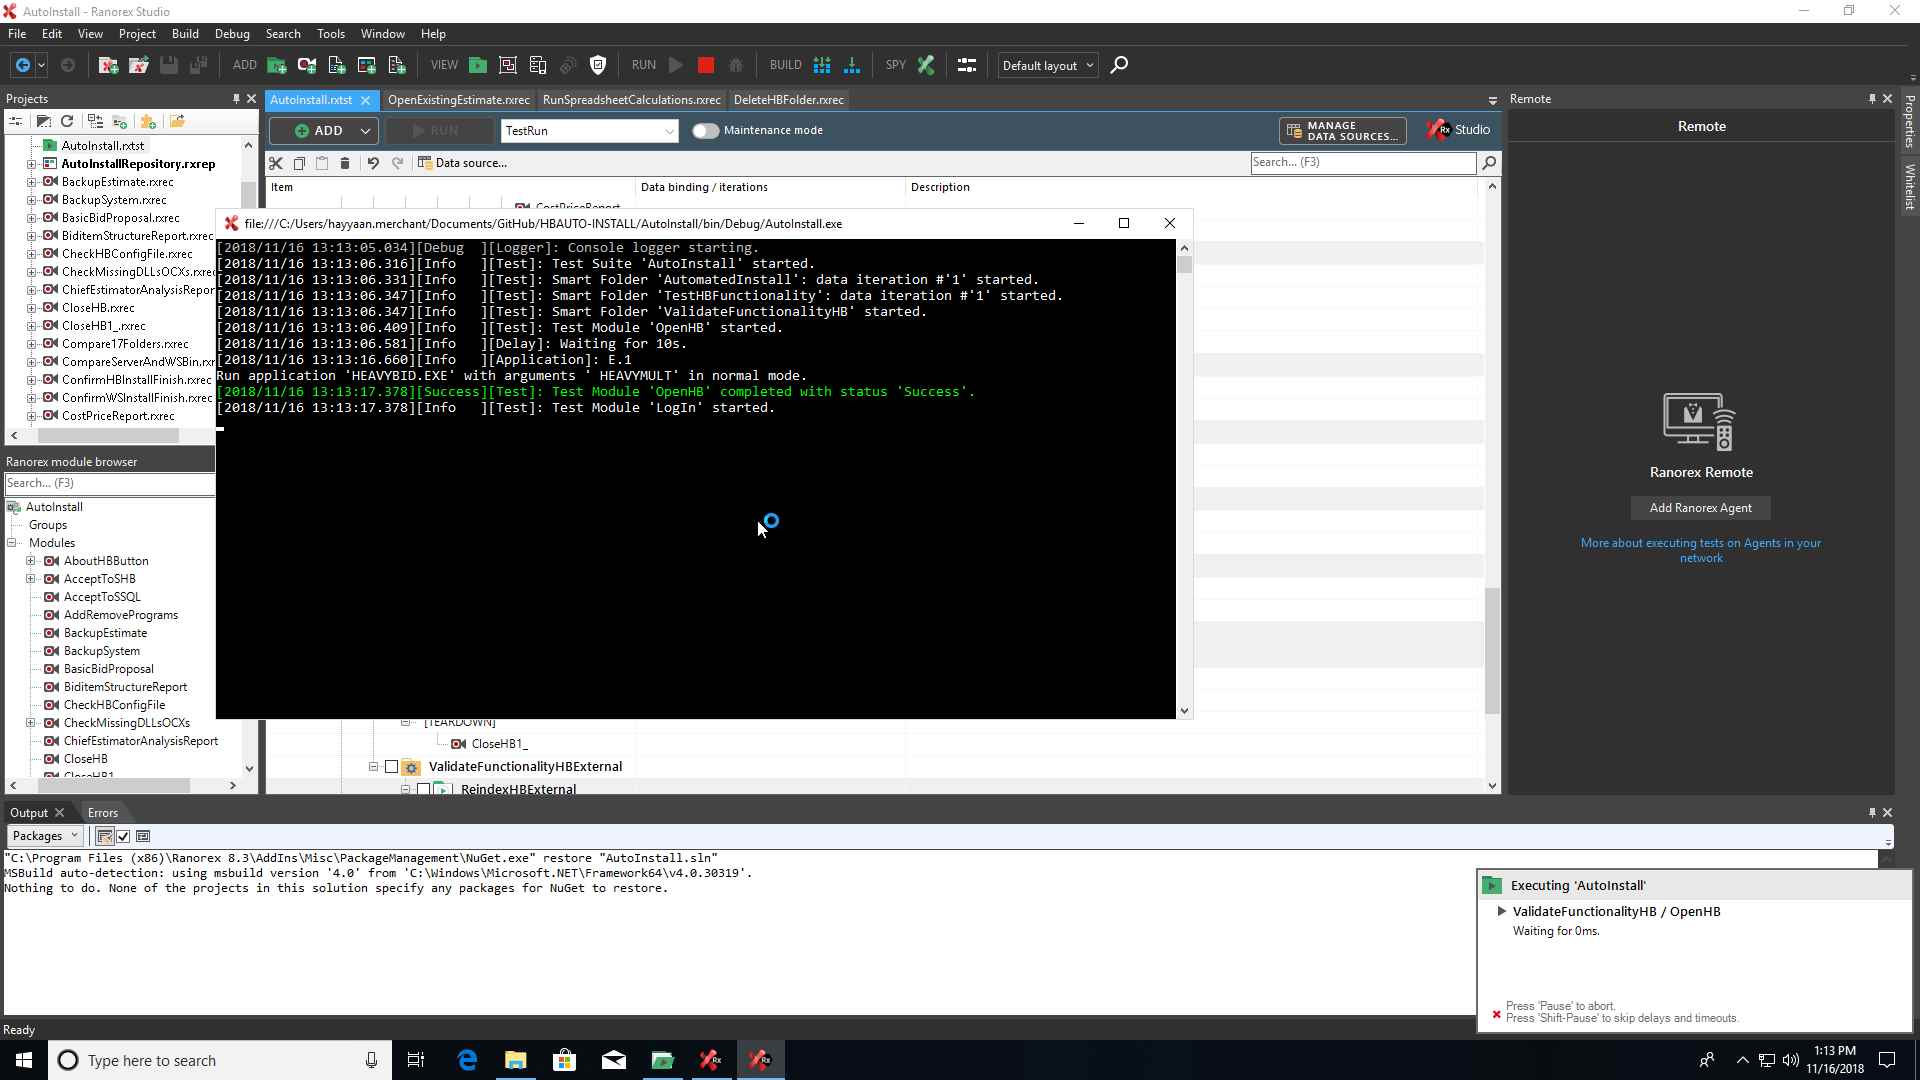 AutoInstall - Ranorex Studio
File Edit View Project Build Debug Search Tools Window Help
ADD VIEW RUN BUILD SPY Default layout
Projects
AutoInstall.rxtst
AutoInstallRepository.rxrep
BackupEstimate.rxrec
BackupSystem.rxrec
BasicBidProposal.rxrec
BiditemStructureReport.rxrec
CheckHBConfigFile.rxrec
CheckMissingDLLsOCXs.rxrec
ChiefEstimatorAnalysisRepor
CloseHB.rxrec
CloseHB1_.rxrec
Compare17Folders.rxrec
CompareServerAndWSBin.rxr
ConfirmHBInstallFinish.rxrec
ConfirmWSInstallFinish.rxrec
CostPriceReport.rxrec
Ranorex module browser
Search... (F3)
AutoInstall
Groups
Modules
AboutHBButton
AcceptToSHB
AcceptToSSQL
AddRemovePrograms
BackupEstimate
BackupSystem
BasicBidProposal
BiditemStructureReport
CheckHBConfigFile
CheckMissingDLLsOCXs
ChiefEstimatorAnalysisReport
CloseHB
CloseHB1
AutoInstall.rxtst OpenExistingEstimate.rxrec RunSpreadsheetCalculations.rxrec DeleteHBFolder.rxrec
ADD RUN TestRun Maintenance mode MANAGE DATA SOURCES... Rx Studio
Data source... Search... (F3)
Item Data binding / iterations Description
CostPriceReport
file:///C:/Users/hayyaan.merchant/Documents/GitHub/HBAUTO-INSTALL/AutoInstall/bin/Debug/AutoInstall.exe
[2018/11/16 13:13:05.034][Debug  ][Logger]: Console logger starting.
[2018/11/16 13:13:06.316][Info   ][Test]: Test Suite 'AutoInstall' started.
[2018/11/16 13:13:06.331][Info   ][Test]: Smart Folder 'AutomatedInstall': data iteration #'1' started.
[2018/11/16 13:13:06.347][Info   ][Test]: Smart Folder 'TestHBFunctionality': data iteration #'1' started.
[2018/11/16 13:13:06.347][Info   ][Test]: Smart Folder 'ValidateFunctionalityHB' started.
[2018/11/16 13:13:06.409][Info   ][Test]: Test Module 'OpenHB' started.
[2018/11/16 13:13:06.581][Info   ][Delay]: Waiting for 10s.
[2018/11/16 13:13:16.660][Info   ][Application]: E.1
Run application 'HEAVYBID.EXE' with arguments ' HEAVYMULT' in normal mode.
[2018/11/16 13:13:17.378][Success][Test]: Test Module 'OpenHB' completed with status 'Success'.
[2018/11/16 13:13:17.378][Info   ][Test]: Test Module 'LogIn' started.
[TEARDOWN]
CloseHB1_
ValidateFunctionalityHBExternal
ReindexHBExternal
Remote
Remote
Ranorex Remote
Add Ranorex Agent
More about executing tests on Agents in your
network
Properties
Whitelist
Output Errors
Packages
"C:\Program Files (x86)\Ranorex 8.3\AddIns\Misc\PackageManagement\NuGet.exe" restore "AutoInstall.sln"
MSBuild auto-detection: using msbuild version '4.0' from 'C:\Windows\Microsoft.NET\Framework64\v4.0.30319'.
Nothing to do. None of the projects in this solution specify any packages for NuGet to restore.
Executing 'AutoInstall'
ValidateFunctionalityHB / OpenHB
Waiting for 0ms.
Press 'Pause' to abort.
Press 'Shift-Pause' to skip delays and timeouts.
Ready
Type here to search
Rx
Rx
1:13 PM
11/16/2018